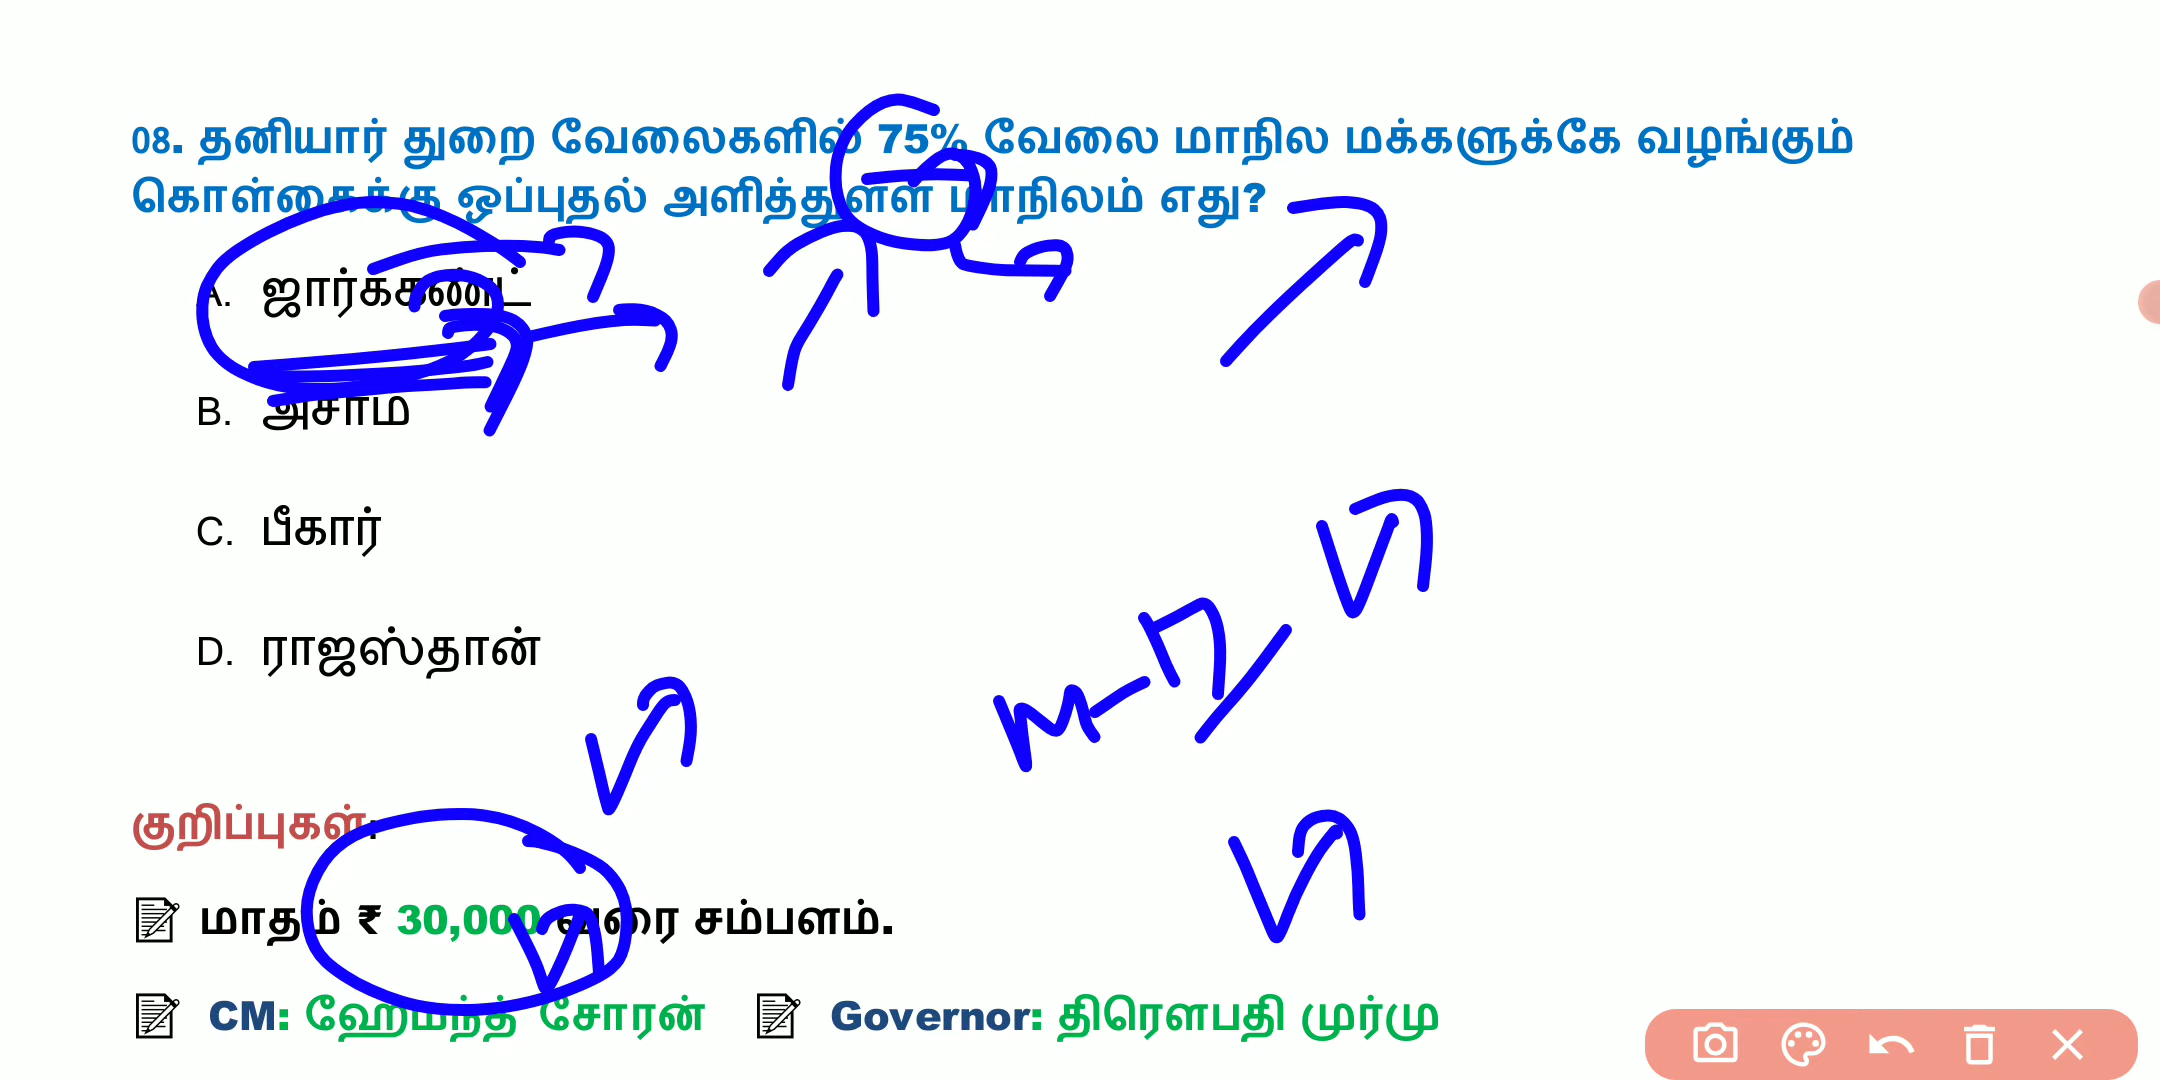 08. தனியார் துறை வேலைகளில் 75% வேலை மாநில மக்களுக்கே வழங்கும்
கொள்கைக்கு ஒப்புதல் அளித்துள்ள மாநிலம் எது?
A. ஜார்க்கண்ட்
B. அசாம்
C. பீகார்
D. ராஜஸ்தான்
குறிப்புகள்:
மாதம் ₹ 30,000 வரை சம்பளம்.
CM: ஹேமந்த் சோரன் Governor: திரௌபதி முர்மு